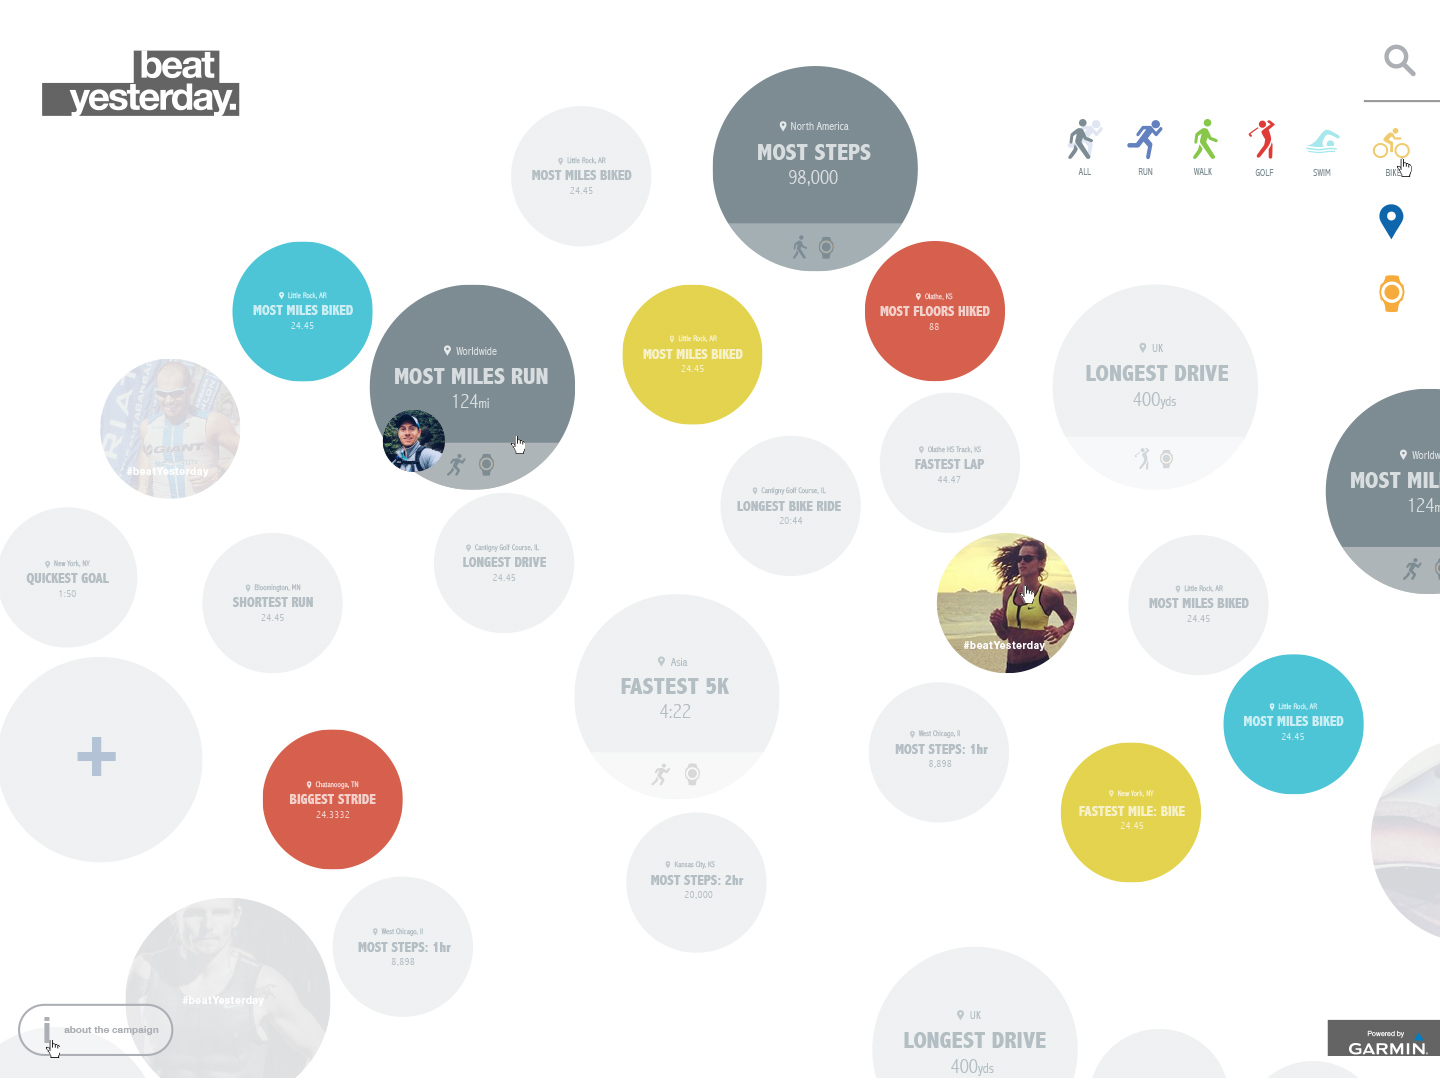 beat
yesterday.
North America
MOST STEPS
98,000
ALL
RUN
WALK
GOLF
SWIM
BIKE
Little Rock, AR
MOST MILES BIKED
24.45
Little Rock, AR
MOST MILES BIKED
24.45
Worldwide
MOST MILES RUN
124mi
Little Rock, AR
MOST MILES BIKED
24.45
Olathe, KS
MOST FLOORS HIKED
88
UK
LONGEST DRIVE
400yds
GIANT
#beatYesterday
Olathe HS Track, KS
FASTEST LAP
44.47
Cantigny Golf Course, IL
LONGEST BIKE RIDE
20:44
MOST
124
New York, NY
QUICKEST GOAL
1:50
Bloomington, MN
SHORTEST RUN
24.45
Cantigny Golf Course, IL
LONGEST DRIVE
24.45
#beatYesterday
Little Rock, AR
MOST MILES BIKED
24.45
Asia
FASTEST 5K
4:22
Little Rock, AR
MOST MILES BIKED
24.45
West Chicago, Il
MOST STEPS: 1hr
8,898
+
Chatanooga, TN
BIGGEST STRIDE
24.3332
New York, NY
FASTEST MILE: BIKE
24.45
Kansas City, KS
MOST STEPS: 2hr
20,000
West Chicago, Il
MOST STEPS: 1hr
8,898
#beatYesterday
i about the campaign
UK
LONGEST DRIVE
400yds
Powered by
GARMIN